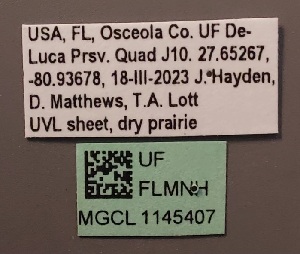 USA, FL, Osceola Co. UF De-
Luca Prsv. Quad J10. 27.65267,
-80.93678, 18-III-2023 J. Hayden,
D. Matthews, T.A. Lott
UVL sheet, dry prairie
UF
FLMNH
MGCL 1145407